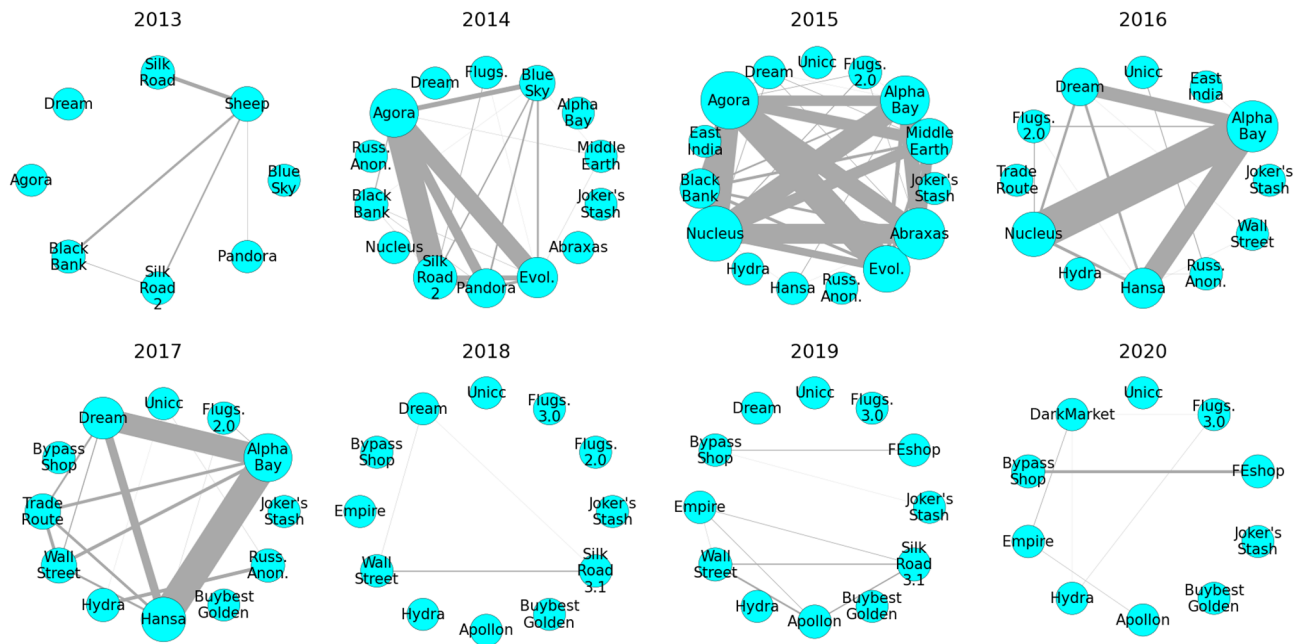 2013
2014
2015
2016
Silk
Road
Sheep
Dream
Agora
Blue
Sky
Black
Bank
Pandora
Silk
Road
2
Flugs.
Dream
Blue
Sky
Agora
Alpha
Bay
Russ.
Anon.
Middle
Earth
Black
Bank
Joker's
Stash
Nucleus
Abraxas
Silk
Road
2
Pandora
Evol.
Unicc
Dream
Flugs.
2.0
Agora
Alpha
Bay
East
India
Middle
Earth
Black
Bank
Joker's
Stash
Nucleus
Abraxas
Hydra
Evol.
Hansa
Russ.
Anon.
Unicc
Dream
East
India
Flugs.
2.0
Alpha
Bay
Trade
Route
Joker's
Stash
Nucleus
Wall
Street
Hydra
Russ.
Anon.
Hansa
2017
2018
2019
2020
Unicc
Dream
Flugs.
2.0
Bypass
Shop
Alpha
Bay
Trade
Route
Joker's
Stash
Wall
Street
Russ.
Anon.
Hydra
Buybest
Golden
Hansa
Unicc
Dream
Flugs.
3.0
Bypass
Shop
Flugs.
2.0
Empire
Joker's
Stash
Wall
Street
Silk
Road
3.1
Hydra
Buybest
Golden
Apollon
Unicc
Dream
Flugs.
3.0
Bypass
Shop
FEshop
Empire
Joker's
Stash
Wall
Street
Silk
Road
3.1
Hydra
Buybest
Golden
Apollon
Unicc
DarkMarket
Flugs.
3.0
Bypass
Shop
FEshop
Empire
Joker's
Stash
Hydra
Buybest
Golden
Apollon